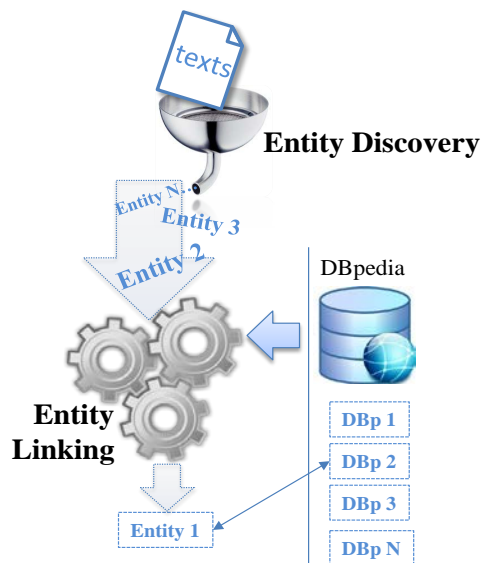 texts
Entity Discovery
Entity N...
Entity 3
Entity 2
DBpedia
Entity
Linking
DBp 1
DBp 2
DBp 3
DBp N
Entity 1